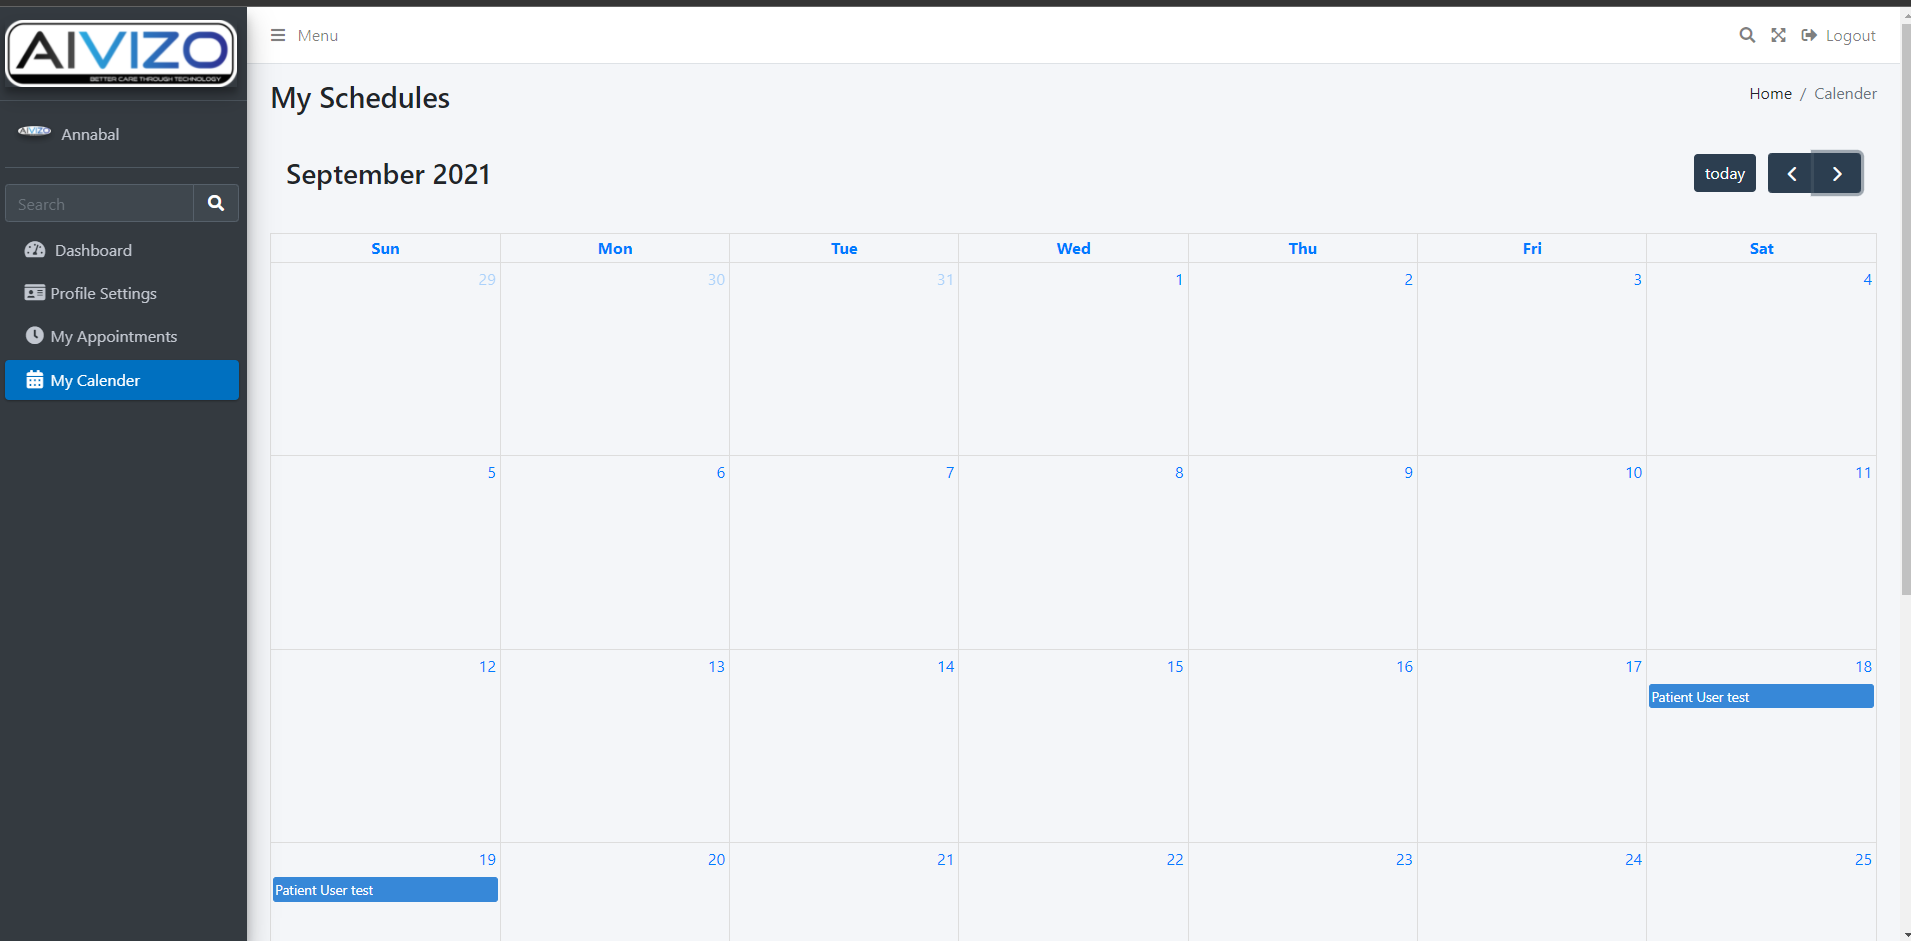 AIVIZO
BETTER CARE THROUGH TECHNOLOGY
Annabal
Search
Dashboard
Profile Settings
My Appointments
My Calender
Menu
Logout
My Schedules
Home / Calender
September 2021
today
Sun Mon Tue Wed Thu Fri Sat
29 30 31 1 2 3 4
5 6 7 8 9 10 11
12 13 14 15 16 17 18
Patient User test
19 20 21 22 23 24 25
Patient User test